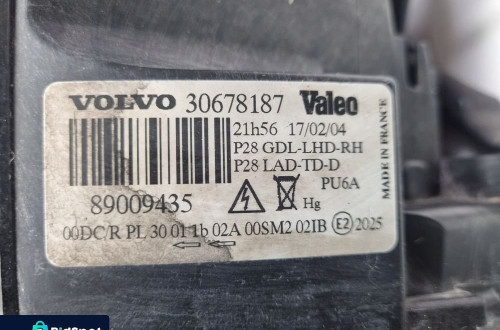 VOLVO 30678187 Valeo
21h56 17/02/04
P28 GDL-LHD-RH
P28 LAD-TD-D
PU6A
89009435
Hg
00DC/R PL 30 01 1b 02A 00SM2 02IB E2 2025
MADE IN FRANCE
BidSpot